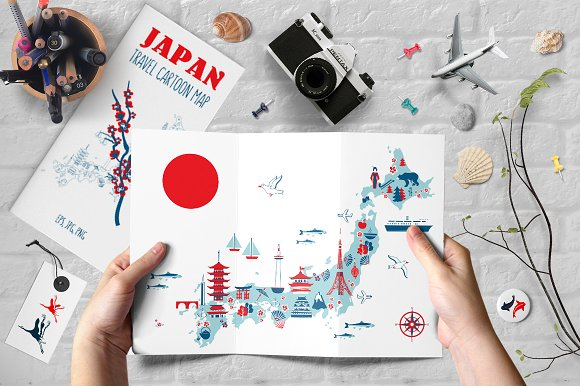 JAPAN
TRAVEL CARTOON MAP
EPS, JPG, PNG